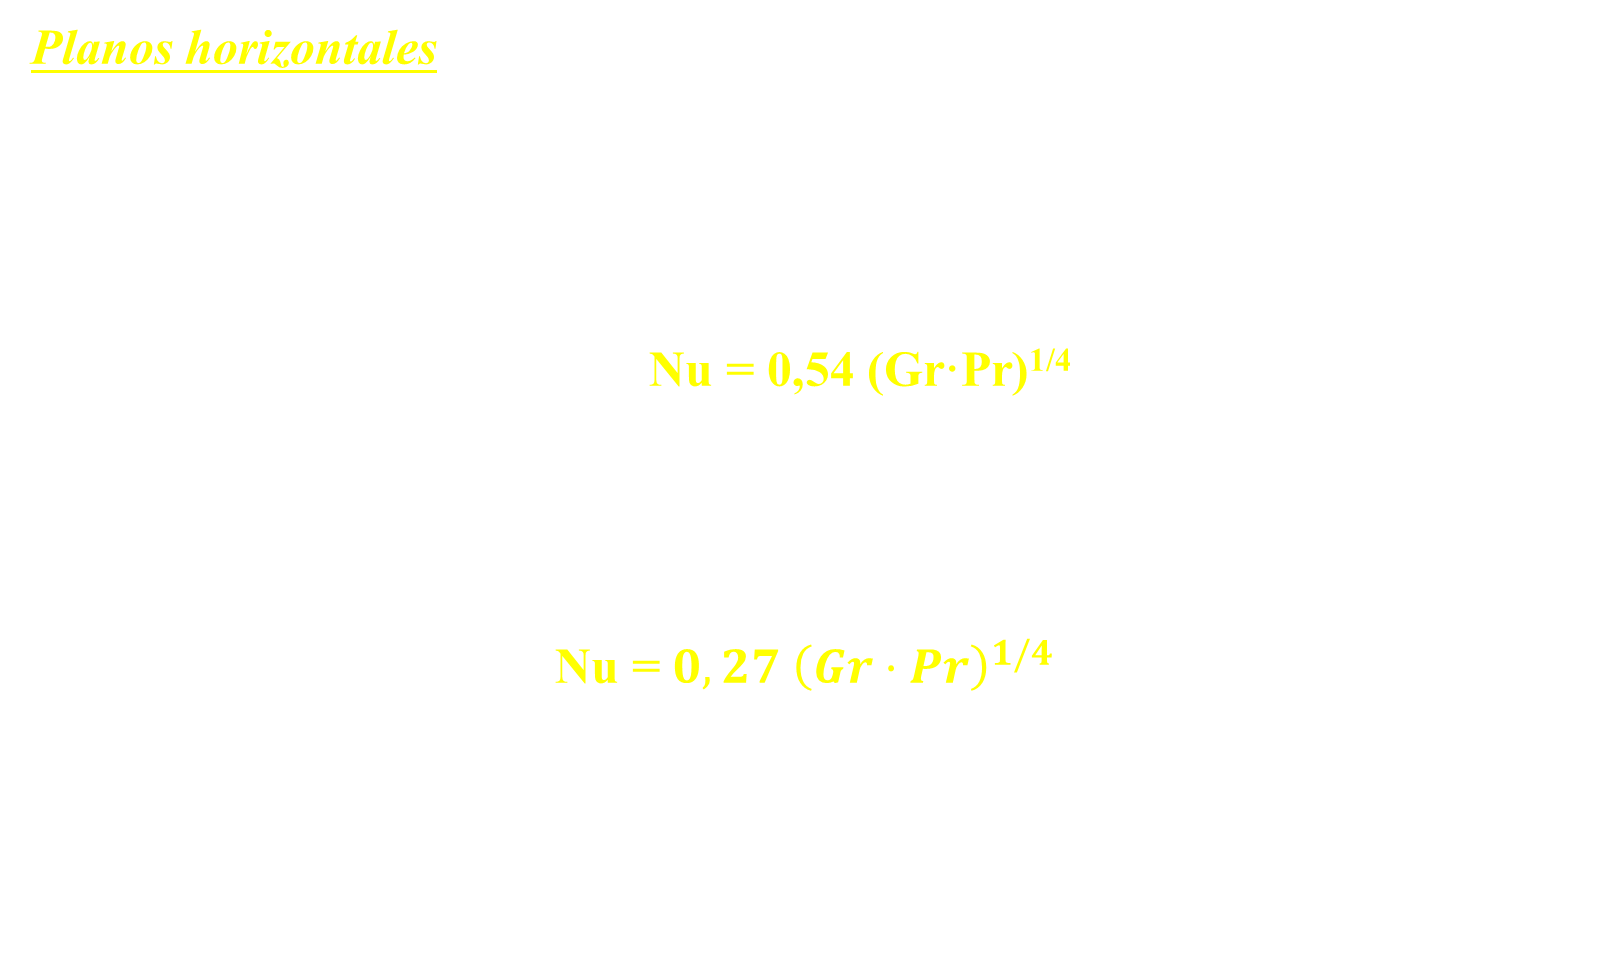 Planos horizontales
Nu = 0,54 (Gr·Pr)¹/⁴
Nu = 0, 27 (Gr · Pr)¹/⁴